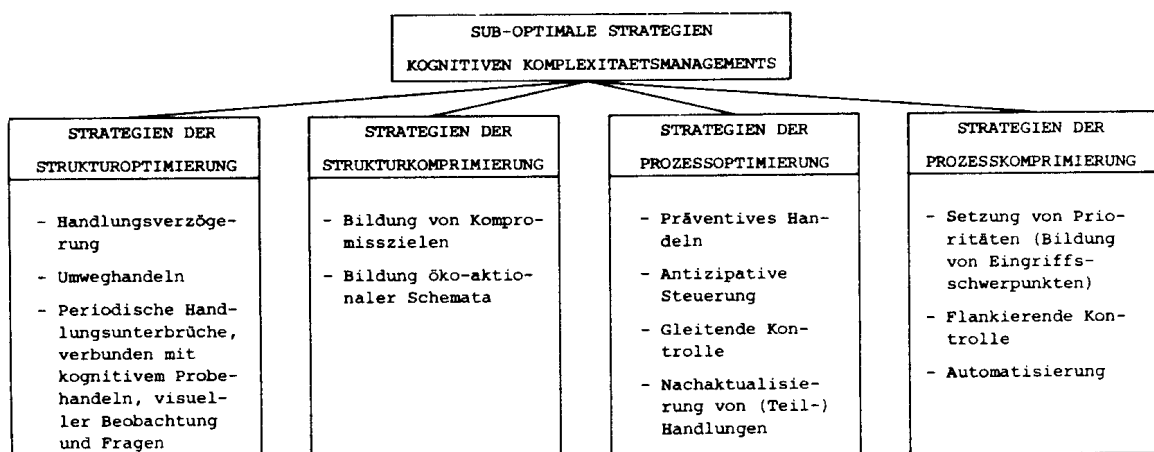 SUB-OPTIMALE STRATEGIEN
KOGNITIVEN KOMPLEXITAETSMANAGEMENTS
STRATEGIEN DER
STRUKTUROPTIMIERUNG
- Handlungsverzöge-
rung
- Umweghandeln
- Periodische Hand-
lungsunterbrüche,
verbunden mit
kognitivem Probe-
handeln, visuel-
ler Beobachtung
und Fragen
STRATEGIEN DER
STRUKTURKOMPRIMIERUNG
- Bildung von Kompro-
misszielen
- Bildung öko-aktio-
naler Schemata
STRATEGIEN DER
PROZESSOPTIMIERUNG
- Präventives Han-
deln
- Antizipative
Steuerung
- Gleitende Kon-
trolle
- Nachaktualisie-
rung von (Teil-)
Handlungen
STRATEGIEN DER
PROZESSKOMPRIMIERUNG
- Setzung von Prio-
ritäten (Bildung
von Eingriffs-
schwerpunkten)
- Flankierende Kon-
trolle
- Automatisierung